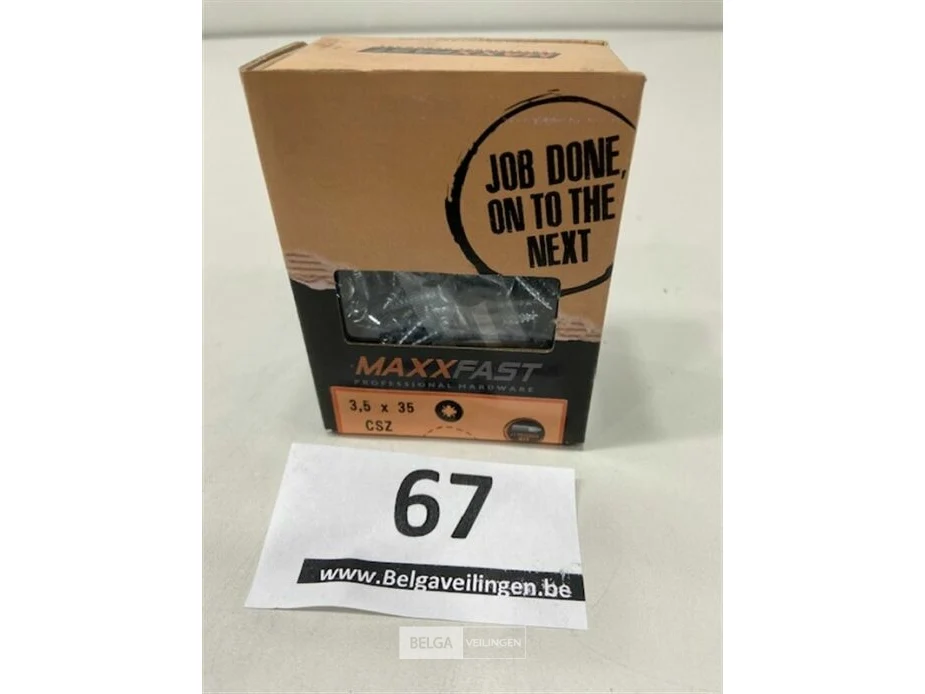 MAXXFAST
JOB DONE,
ON TO THE
NEXT
MAXXFAST
PROFESSIONAL HARDWARE
3,5 x 35
CSZ
67
www.Belgaveilingen.be
BELGA VEILINGEN